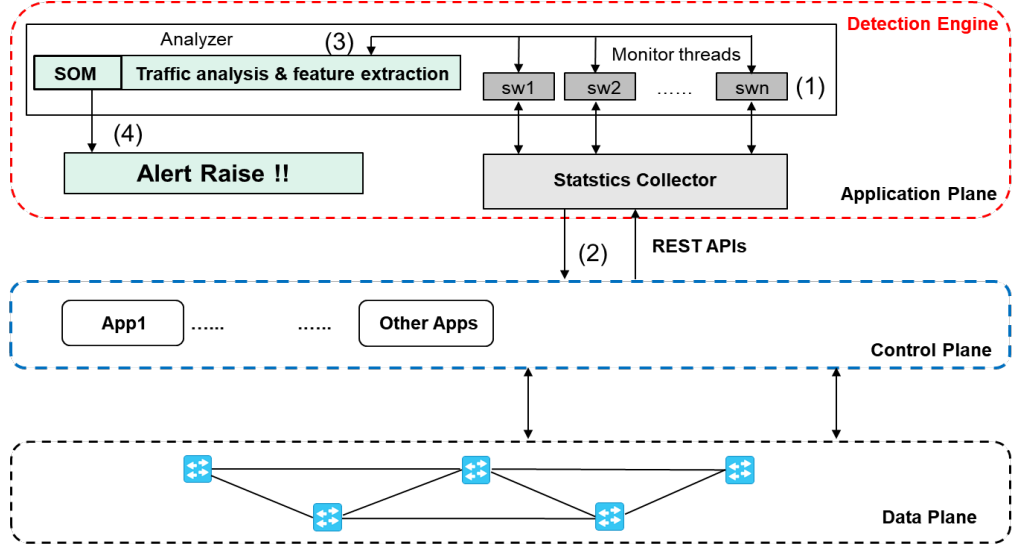 Detection Engine
Analyzer
(3)
Monitor threads
SOM
Traffic analysis & feature extraction
sw1
sw2
......
swn
(1)
(4)
Alert Raise !!
Statstics Collector
Application Plane
(2)
REST APIs
App1
......
......
Other Apps
Control Plane
Data Plane